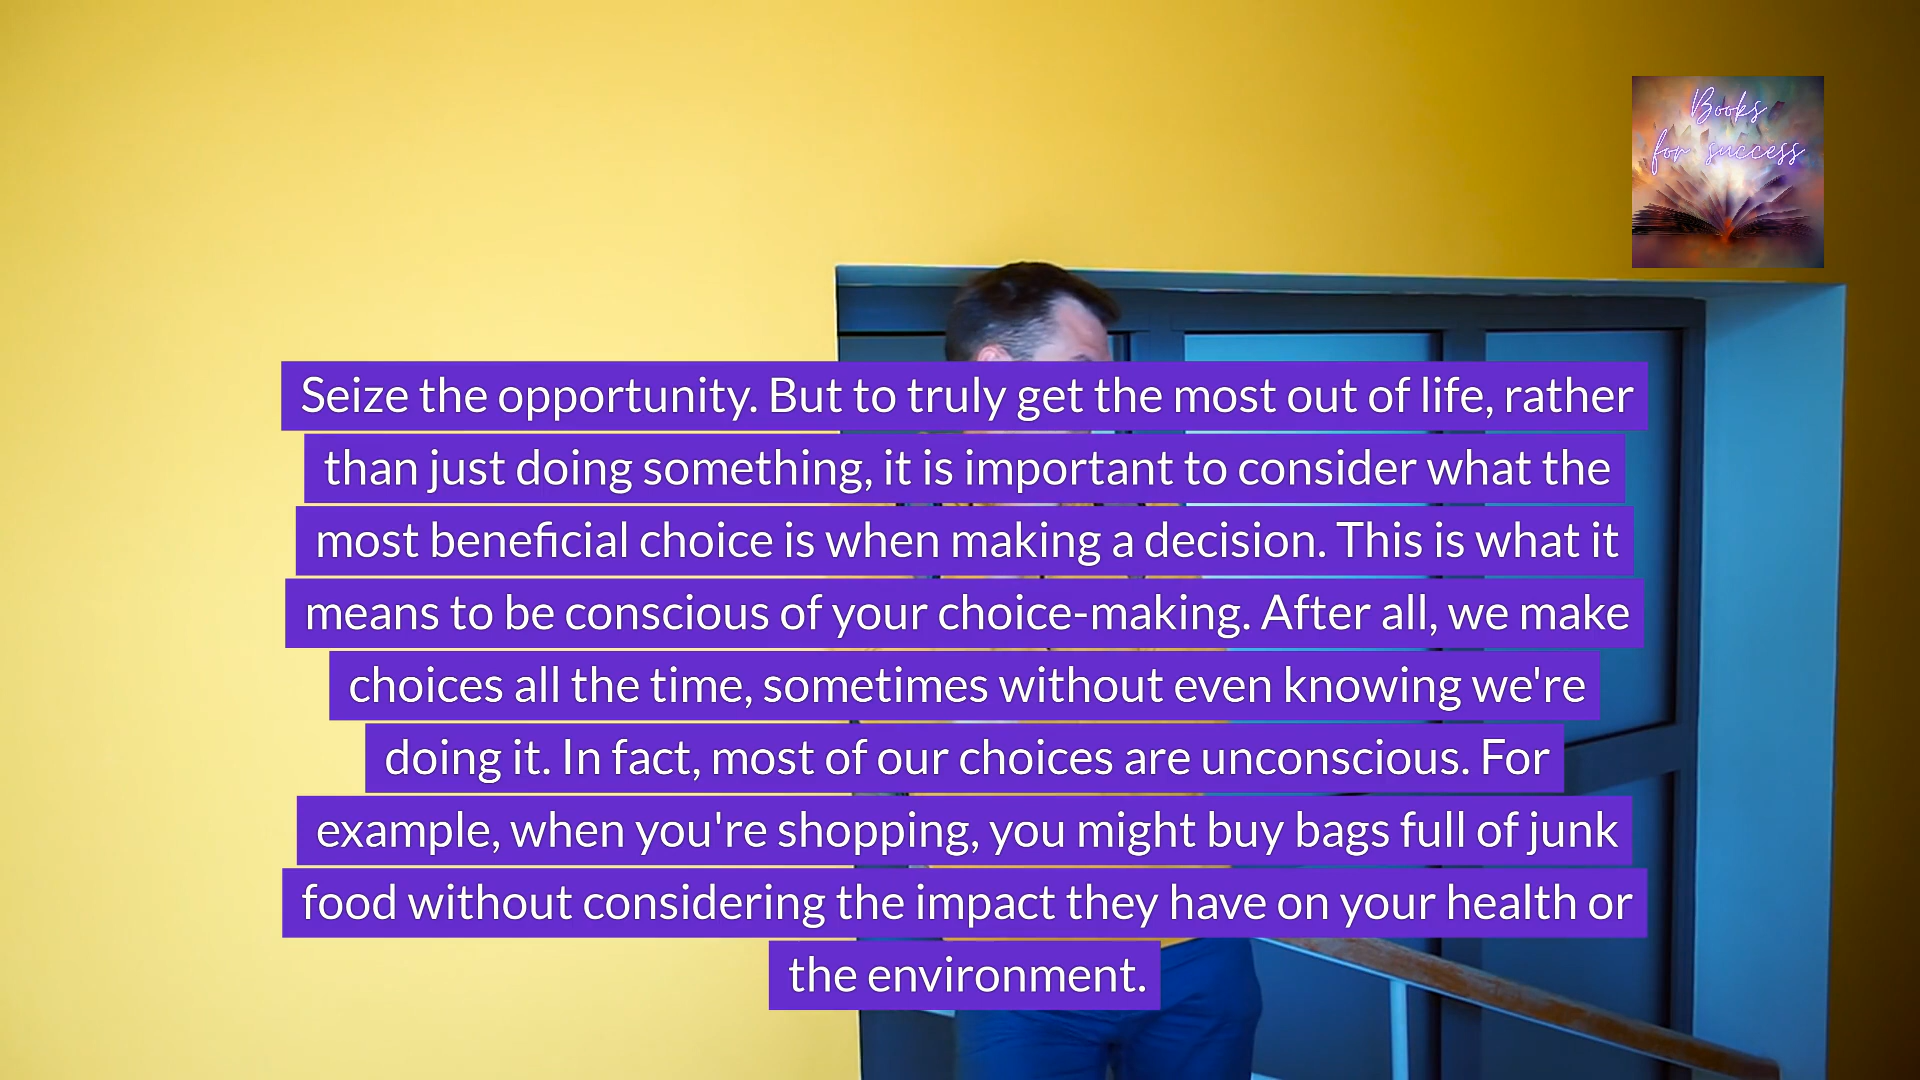 Books
for success
Seize the opportunity. But to truly get the most out of life, rather
than just doing something, it is important to consider what the
most beneficial choice is when making a decision. This is what it
means to be conscious of your choice-making. After all, we make
choices all the time, sometimes without even knowing we're
doing it. In fact, most of our choices are unconscious. For
example, when you're shopping, you might buy bags full of junk
food without considering the impact they have on your health or
the environment.